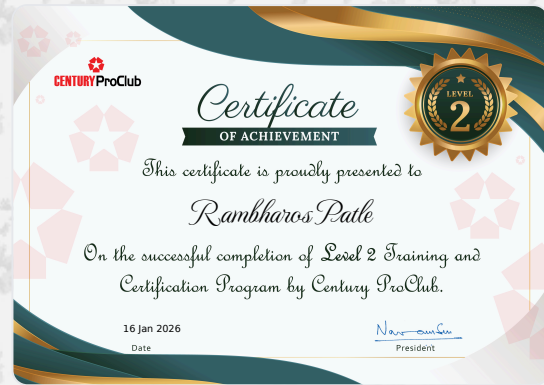 CENTURY ProClub
LEVEL
2
Certificate
OF ACHIEVEMENT
This certificate is proudly presented to
Rambharos Patle
On the successful completion of Level 2 Training and
Certification Program by Century ProClub.
16 Jan 2026
Date
President